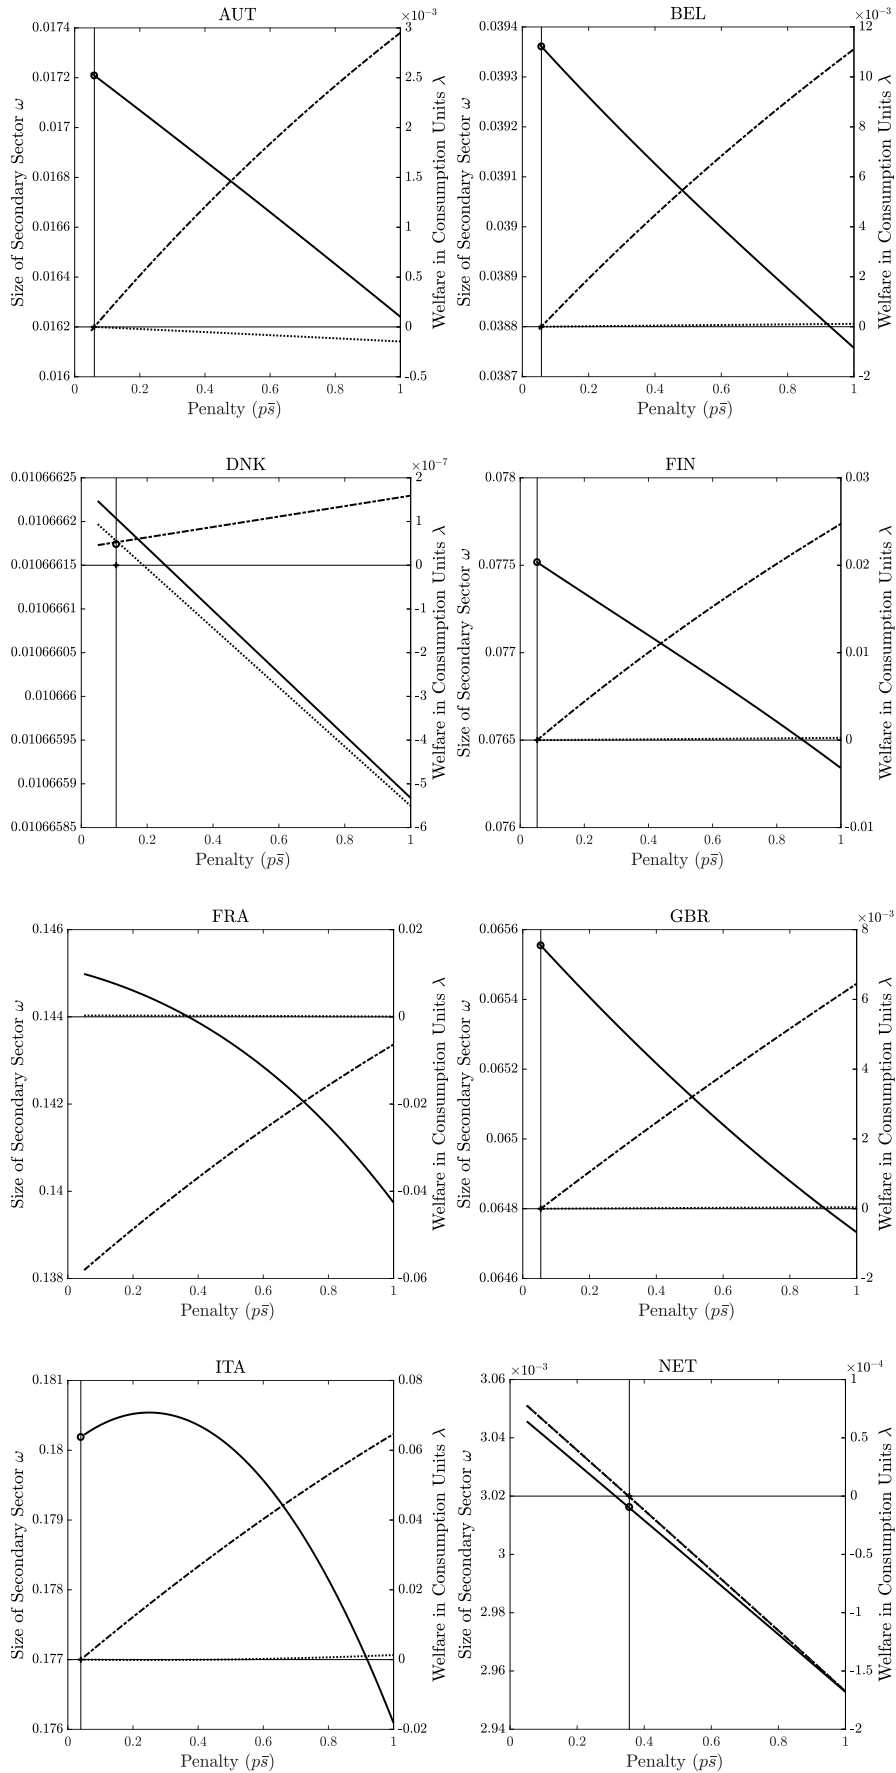 AUT
×10⁻³
0.0174
0.0172
0.017
0.0168
0.0166
0.0164
0.0162
0.016
Size of Secondary Sector ω
3
2.5
2
1.5
1
0.5
0
-0.5
Welfare in Consumption Units λ
0 0.2 0.4 0.6 0.8 1
Penalty (ps̄)
BEL
×10⁻³
0.0394
0.0393
0.0392
0.0391
0.039
0.0389
0.0388
0.0387
Size of Secondary Sector ω
12
10
8
6
4
2
0
-2
Welfare in Consumption Units λ
0 0.2 0.4 0.6 0.8 1
Penalty (ps̄)
DNK
×10⁻⁷
0.01066625
0.0106662
0.01066615
0.0106661
0.01066605
0.010666
0.01066595
0.0106659
0.01066585
Size of Secondary Sector ω
2
1
0
-1
-2
-3
-4
-5
-6
Welfare in Consumption Units λ
0 0.2 0.4 0.6 0.8 1
Penalty (ps̄)
FIN
0.078
0.0775
0.077
0.0765
0.076
Size of Secondary Sector ω
0.03
0.02
0.01
0
-0.01
Welfare in Consumption Units λ
0 0.2 0.4 0.6 0.8 1
Penalty (ps̄)
FRA
0.146
0.144
0.142
0.14
0.138
Size of Secondary Sector ω
0.02
0
-0.02
-0.04
-0.06
Welfare in Consumption Units λ
0 0.2 0.4 0.6 0.8 1
Penalty (ps̄)
GBR
×10⁻³
0.0656
0.0654
0.0652
0.065
0.0648
0.0646
Size of Secondary Sector ω
8
6
4
2
0
-2
Welfare in Consumption Units λ
0 0.2 0.4 0.6 0.8 1
Penalty (ps̄)
ITA
0.181
0.18
0.179
0.178
0.177
0.176
Size of Secondary Sector ω
0.08
0.06
0.04
0.02
0
-0.02
Welfare in Consumption Units λ
0 0.2 0.4 0.6 0.8 1
Penalty (ps̄)
×10⁻³
NET
×10⁻⁴
3.06
3.04
3.02
3
2.98
2.96
2.94
Size of Secondary Sector ω
1
0.5
0
-0.5
-1
-1.5
-2
Welfare in Consumption Units λ
0 0.2 0.4 0.6 0.8 1
Penalty (ps̄)